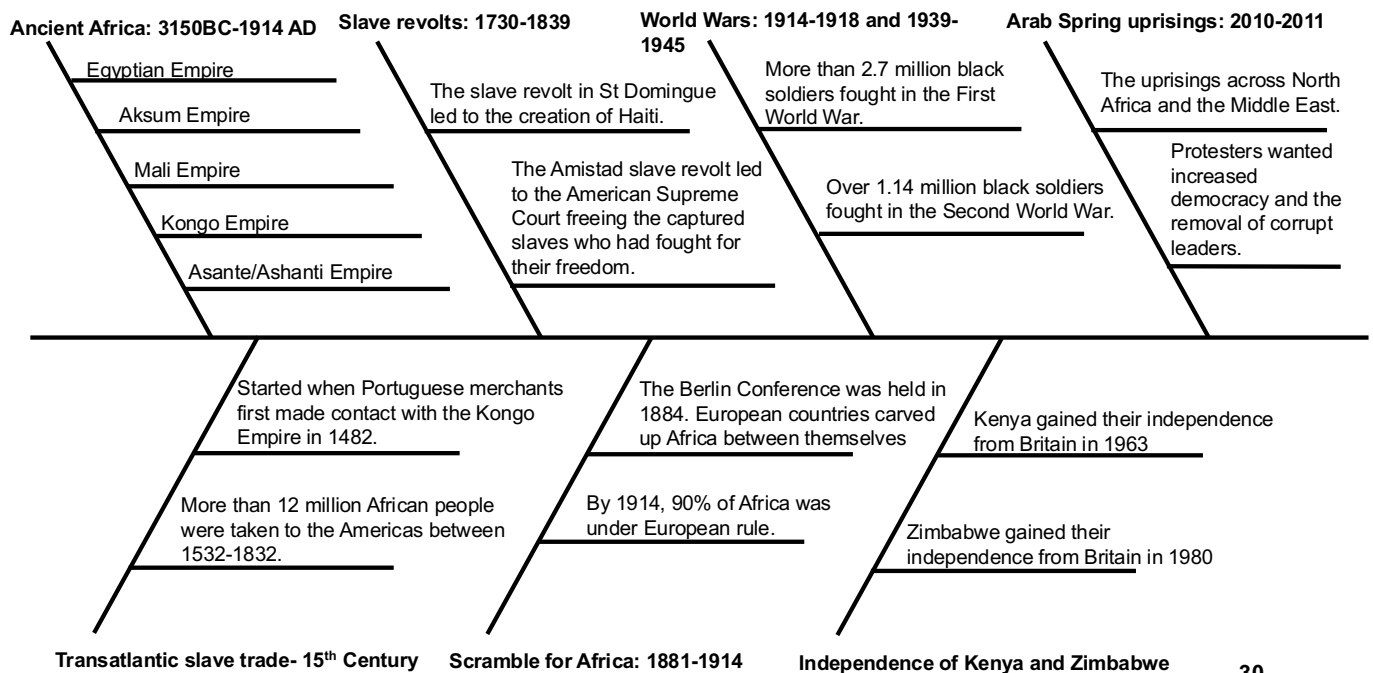 Ancient Africa: 3150BC-1914 AD
Egyptian Empire
Aksum Empire
Mali Empire
Kongo Empire
Asante/Ashanti Empire
Slave revolts: 1730-1839
The slave revolt in St Domingue
led to the creation of Haiti.
The Amistad slave revolt led
to the American Supreme
Court freeing the captured
slaves who had fought for
their freedom.
World Wars: 1914-1918 and 1939-
1945
More than 2.7 million black
soldiers fought in the First
World War.
Over 1.14 million black soldiers
fought in the Second World War.
Arab Spring uprisings: 2010-2011
The uprisings across North
Africa and the Middle East.
Protesters wanted
increased
democracy and the
removal of corrupt
leaders.
Started when Portuguese merchants
first made contact with the Kongo
Empire in 1482.
More than 12 million African people
were taken to the Americas between
1532-1832.
Transatlantic slave trade- 15th Century
The Berlin Conference was held in
1884. European countries carved
up Africa between themselves
By 1914, 90% of Africa was
under European rule.
Scramble for Africa: 1881-1914
Kenya gained their independence
from Britain in 1963
Zimbabwe gained their
independence from Britain in 1980
Independence of Kenya and Zimbabwe